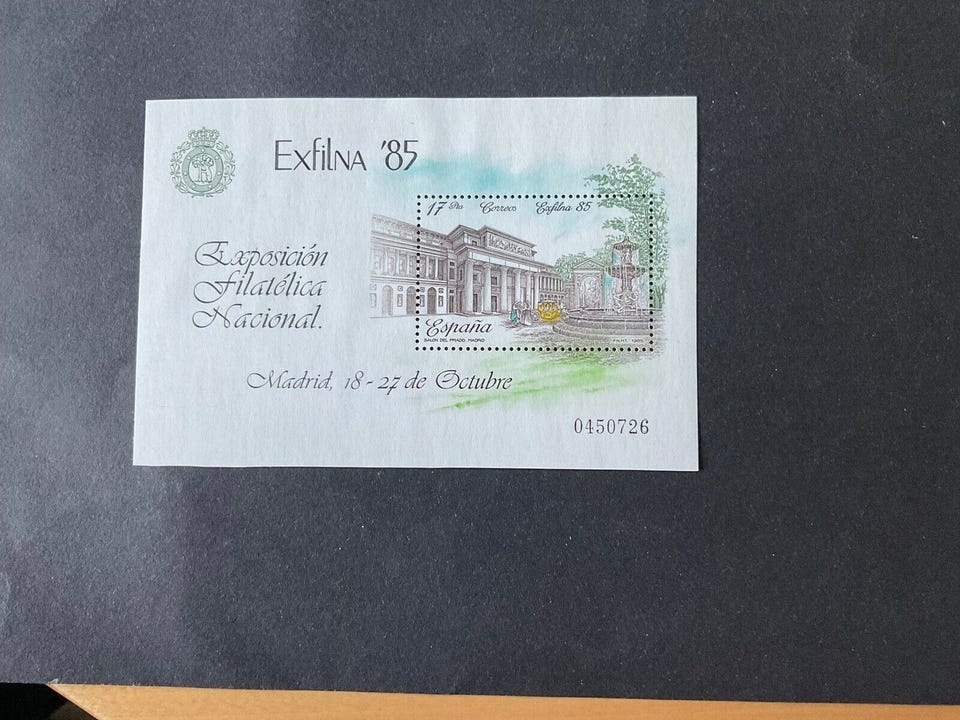 Exfilna '85
17 Pta Correos Exfilna 85
Exposición
Filatélica
Nacional.
España
SALON DEL PRADO. MADRID
F.N.M.T. 1985
Madrid, 18-27 de Octubre
0450726